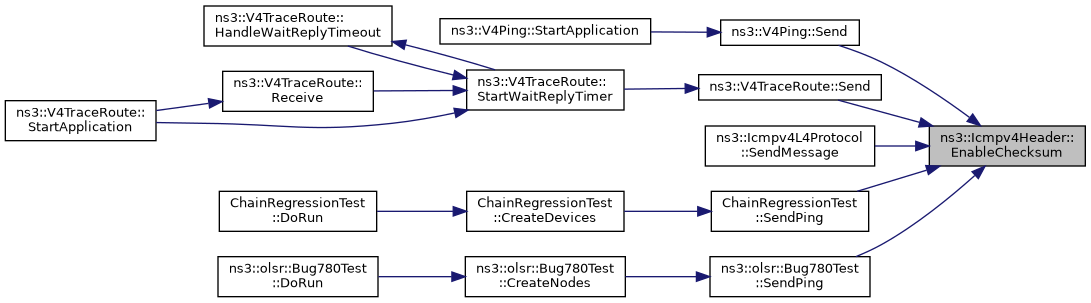 ns3::V4TraceRoute::
HandleWaitReplyTimeout
ns3::V4Ping::StartApplication
ns3::V4Ping::Send
ns3::V4TraceRoute::
StartApplication
ns3::V4TraceRoute::
Receive
ns3::V4TraceRoute::
StartWaitReplyTimer
ns3::V4TraceRoute::Send
ns3::Icmpv4L4Protocol
::SendMessage
ns3::Icmpv4Header::
EnableChecksum
ChainRegressionTest
::DoRun
ChainRegressionTest
::CreateDevices
ChainRegressionTest
::SendPing
ns3::olsr::Bug780Test
::DoRun
ns3::olsr::Bug780Test
::CreateNodes
ns3::olsr::Bug780Test
::SendPing